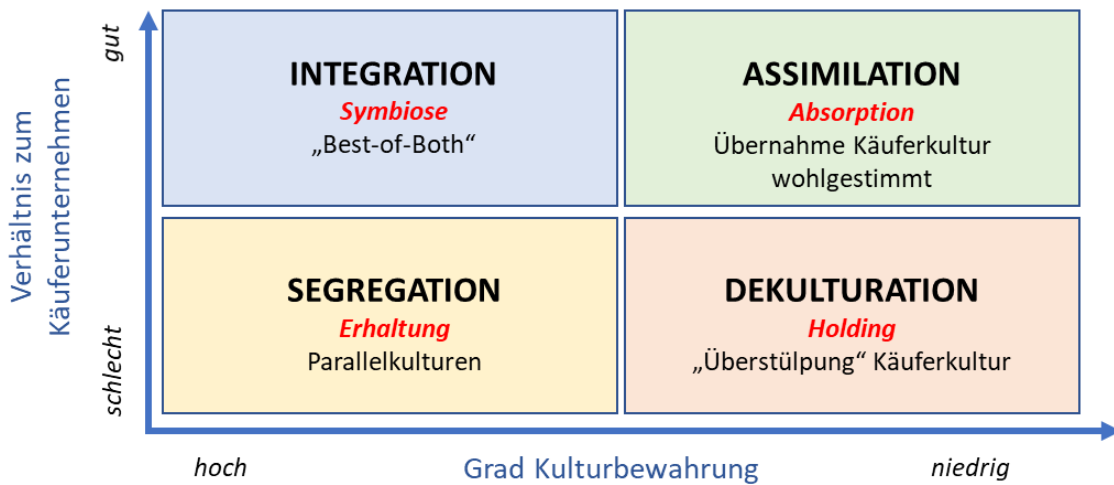 Verhältnis zum
Käuferunternehmen
gut
schlecht
INTEGRATION
Symbiose
„Best-of-Both“
ASSIMILATION
Absorption
Übernahme Käuferkultur
wohlgestimmt
SEGREGATION
Erhaltung
Parallelkulturen
DEKULTURATION
Holding
„Überstülpung“ Käuferkultur
hoch
Grad Kulturbewahrung
niedrig